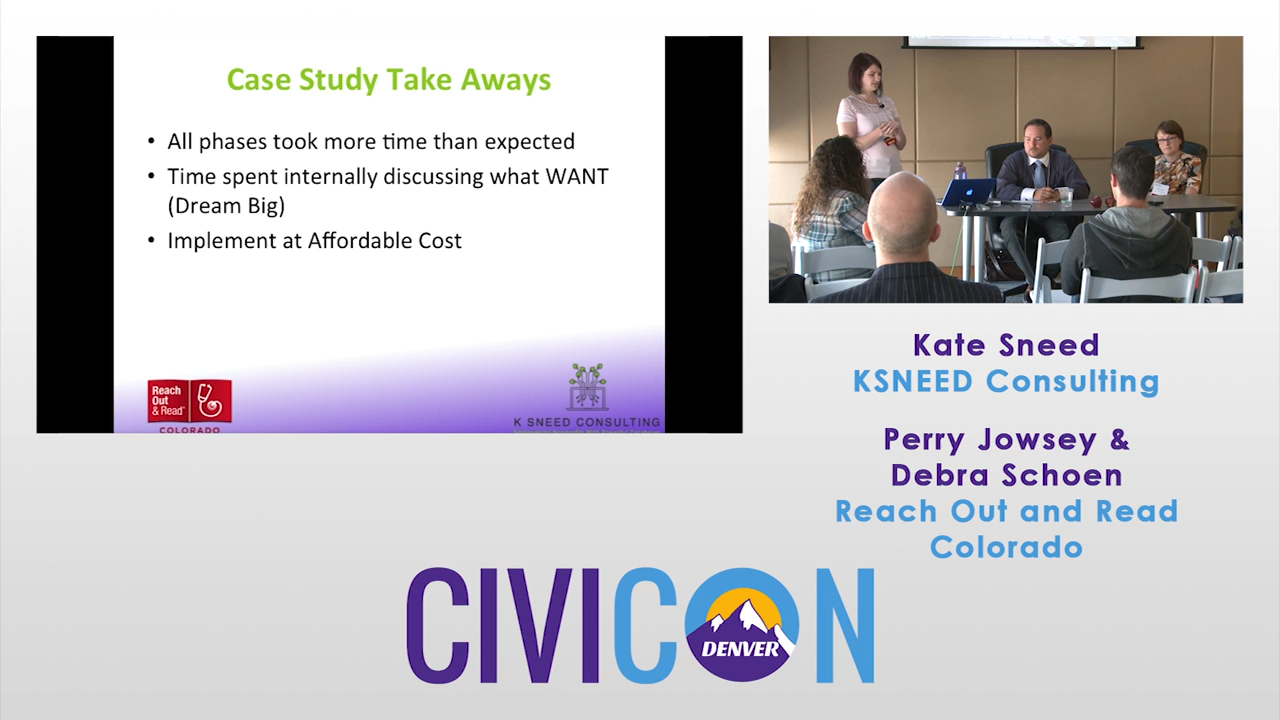 Case Study Take Aways
• All phases took more time than expected
• Time spent internally discussing what WANT
(Dream Big)
• Implement at Affordable Cost
Reach
Out
& Read
COLORADO
K SNEED CONSULTING
Kate Sneed
KSNEED Consulting
Perry Jowsey &
Debra Schoen
Reach Out and Read
Colorado
CIVICON
DENVER